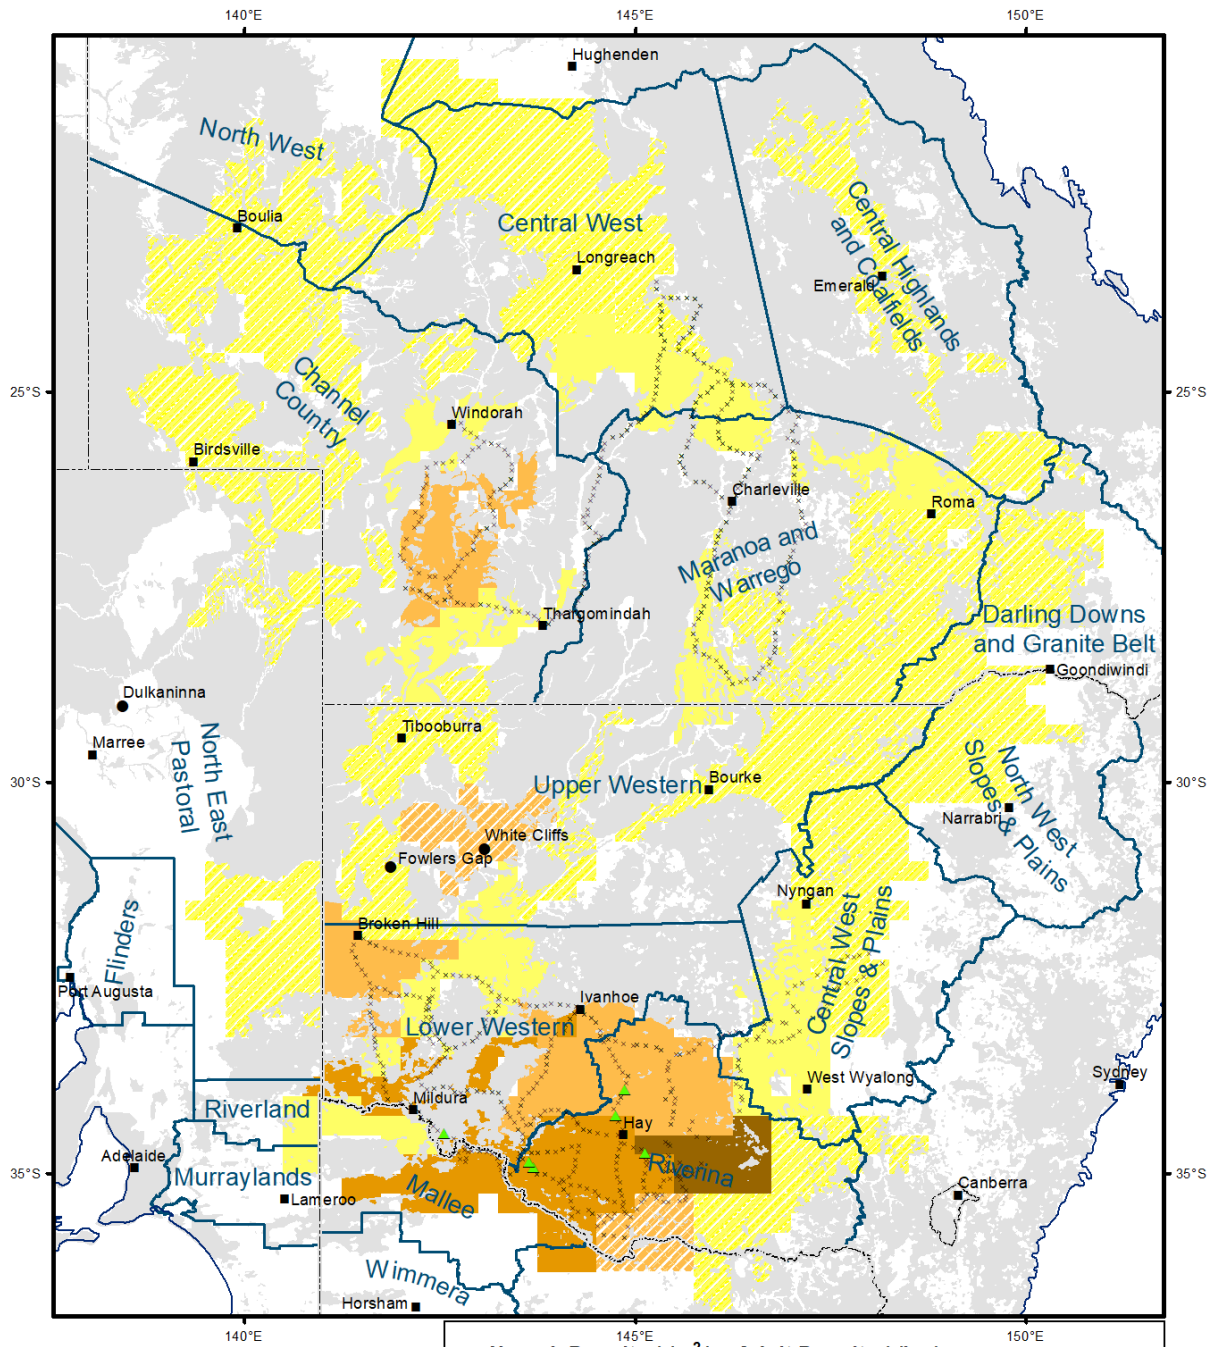 140°E 145°E 150°E
Hughenden
North West
Boulia
Central West
Longreach
Central Highlands
and Coalfields
Emerald
25°S 25°S
Channel
Country
Windorah
Birdsville
Charleville
Roma
Maranoa and
Warrego
Thargomindah
Darling Downs
and Granite Belt
Goondiwindi
Dulkaninna
Marree
North East
Pastoral
Tibooburra
30°S 30°S
Upper Western
Bourke
North West
Slopes & Plains
Narrabri
White Cliffs
Fowlers Gap
Nyngan
Central West
Slopes & Plains
Broken Hill
Flinders
Port Augusta
Ivanhoe
Lower Western
West Wyalong
Sydney
Riverland
Mildura
Hay
Adelaide
Riverina
35°S 35°S
Murraylands
Mallee
Lameroo
Canberra
Wimmera
Horsham
140°E 145°E 150°E